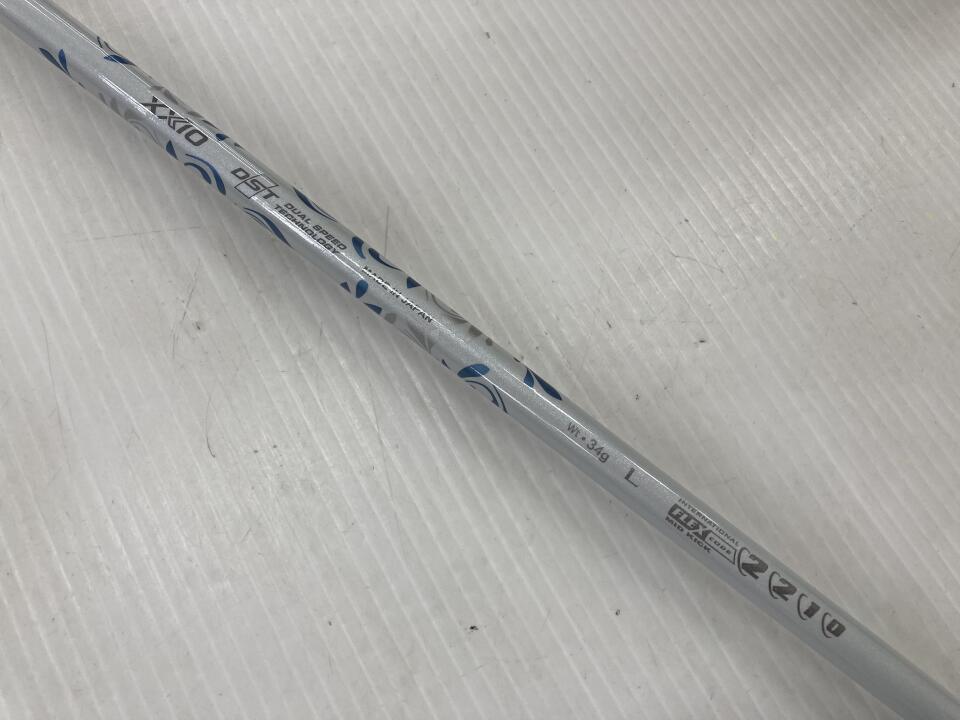 XXIO
DST
DUAL SPEED
TECHNOLOGY
MADE IN JAPAN
Wt・34g L
INTERNATIONAL
FLEX CODE
MID KICK
2210